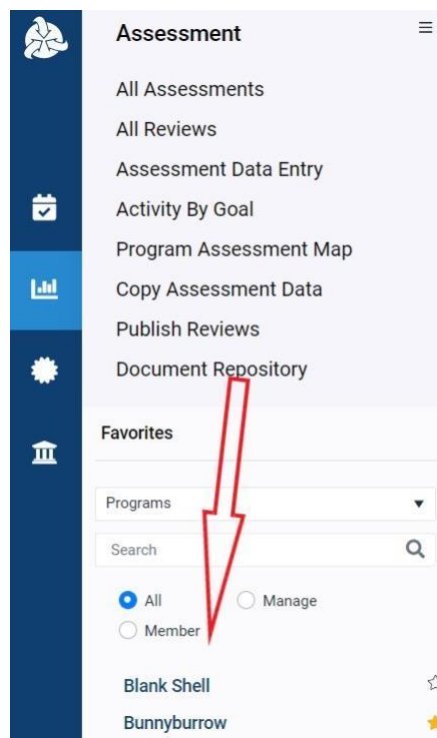 Assessment
All Assessments
All Reviews
Assessment Data Entry
Activity By Goal
Program Assessment Map
Copy Assessment Data
Publish Reviews
Document Repository
Favorites
Programs
Search
All Manage
Member
Blank Shell
Bunnyburrow